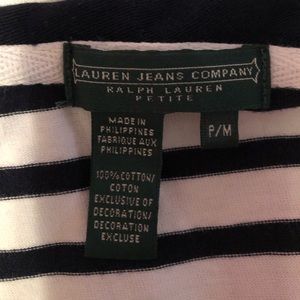 LAUREN JEANS COMPANY
RALPH LAUREN
PETITE
P/M
MADE IN
PHILIPPINES
FABRIQUE AUX
PHILIPPINES
100% COTTON/
COTON
EXCLUSIVE OF
DECORATION/
DECORATION
EXCLUSE